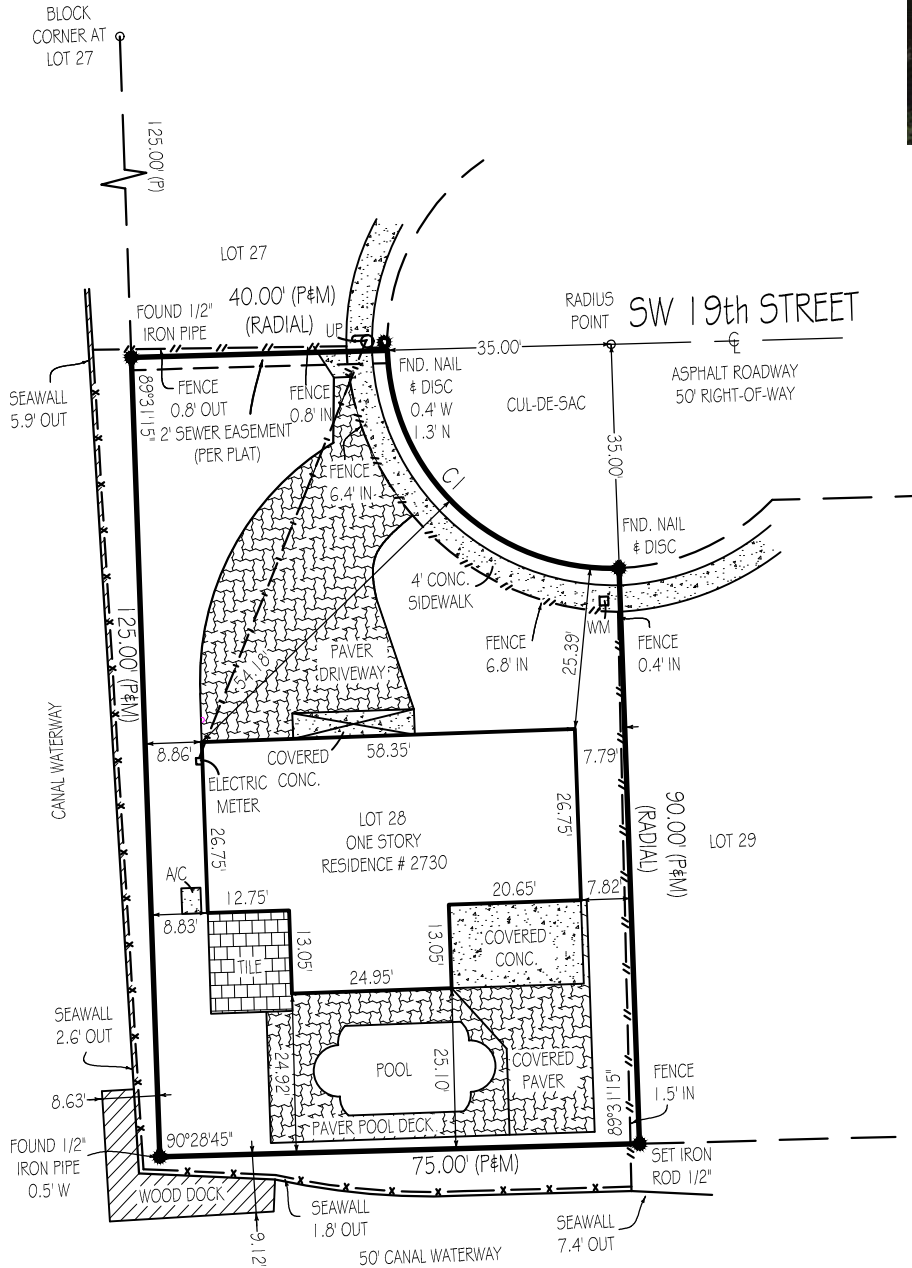 BLOCK
CORNER AT
LOT 27
125.00' (P)
LOT 27
40.00' (P&M)
(RADIAL)
FOUND 1/2"
IRON PIPE
UP
RADIUS
POINT
SW 19th STREET
35.00'
℄
ASPHALT ROADWAY
50' RIGHT-OF-WAY
CUL-DE-SAC
35.00'
FND. NAIL
& DISC
0.4' W
1.3' N
SEAWALL
5.9' OUT
89°31'15"
FENCE
0.8' OUT
FENCE
0.8' IN
2' SEWER EASEMENT
(PER PLAT)
FENCE
6.4' IN
C1
FND. NAIL
& DISC
4' CONC.
SIDEWALK
WM
FENCE
6.8' IN
FENCE
0.4' IN
25.39'
125.00' (P&M)
54.18'
PAVER
DRIVEWAY
CANAL WATERWAY
8.86'
COVERED
CONC.
58.35'
7.79'
ELECTRIC
METER
26.75'
LOT 28
ONE STORY
RESIDENCE # 2730
26.75'
90.00' (P&M)
(RADIAL)
LOT 29
A/C
12.75'
20.65'
7.82'
8.83'
TILE
13.05'
13.05'
COVERED
CONC.
24.95'
SEAWALL
2.6' OUT
24.92'
POOL
25.10'
COVERED
PAVER
89°31'15"
FENCE
1.5' IN
8.63'
PAVER POOL DECK
90°28'45"
75.00' (P&M)
FOUND 1/2"
IRON PIPE
0.5' W
SET IRON
ROD 1/2"
WOOD DOCK
SEAWALL
1.8' OUT
9.12'
SEAWALL
7.4' OUT
50' CANAL WATERWAY